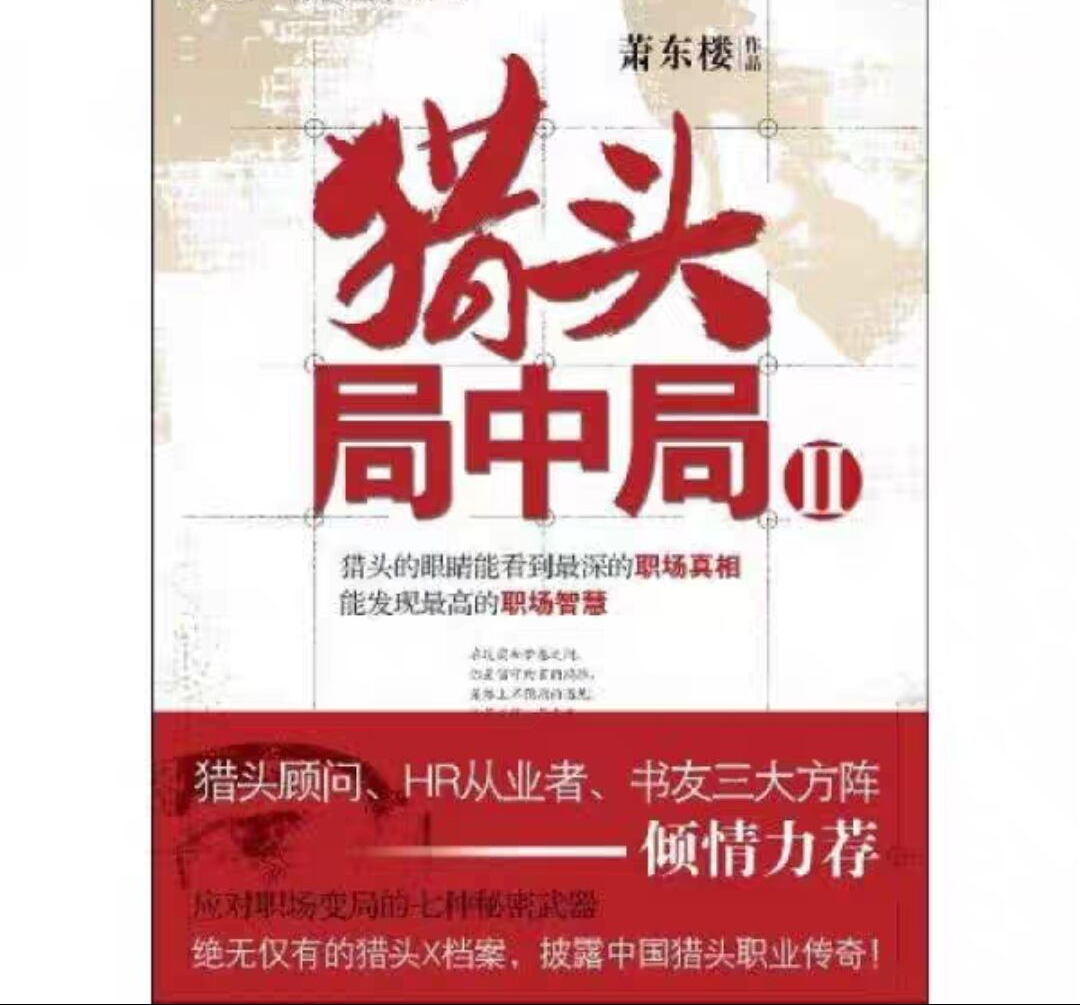 萧东楼 作品
猎头
局中局 II
猎头的眼睛能看到最深的职场真相
能发现最高的职场智慧
猎头顾问、HR从业者、书友三大方阵
倾情力荐
应对职场变局的七种秘密武器
绝无仅有的猎头X档案，披露中国猎头职业传奇！